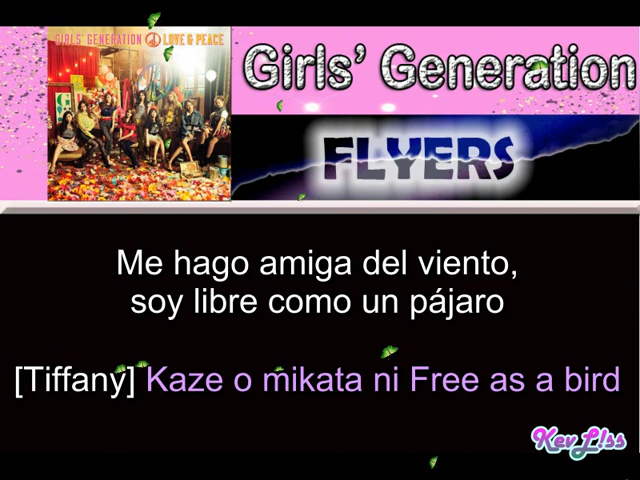 GIRLS' GENERATION LOVE & PEACE
Girls' Generation
FLYERS
Me hago amiga del viento,
soy libre como un pájaro
[Tiffany] Kaze o mikata ni Free as a bird
KevL!ss